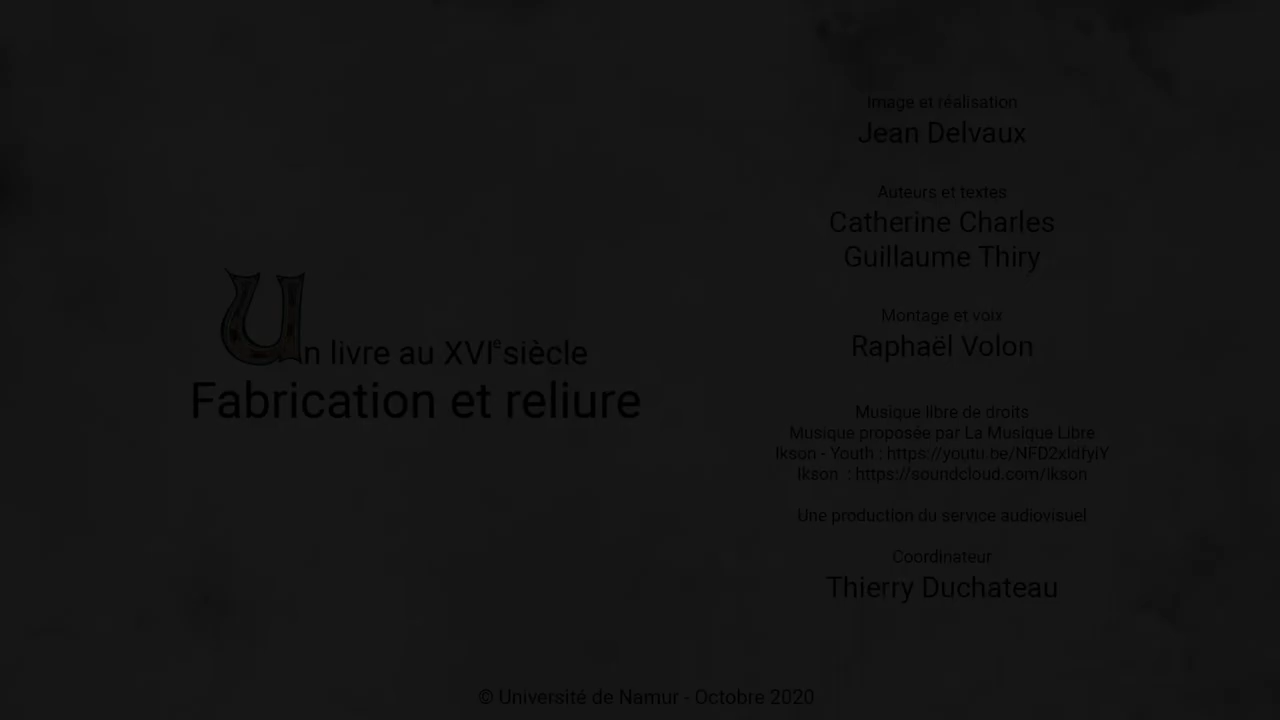 Un livre au XVIe siècle
Fabrication et reliure
Image et réalisation
Jean Delvaux
Auteurs et textes
Catherine Charles
Guillaume Thiry
Montage et voix
Raphaël Volon
Musique libre de droits
Musique proposée par La Musique Libre
Ikson - Youth : https://youtu.be/NFD2xldfyiY
Ikson : https://soundcloud.com/ikson
Une production du service audiovisuel
Coordinateur
Thierry Duchateau
© Université de Namur - Octobre 2020